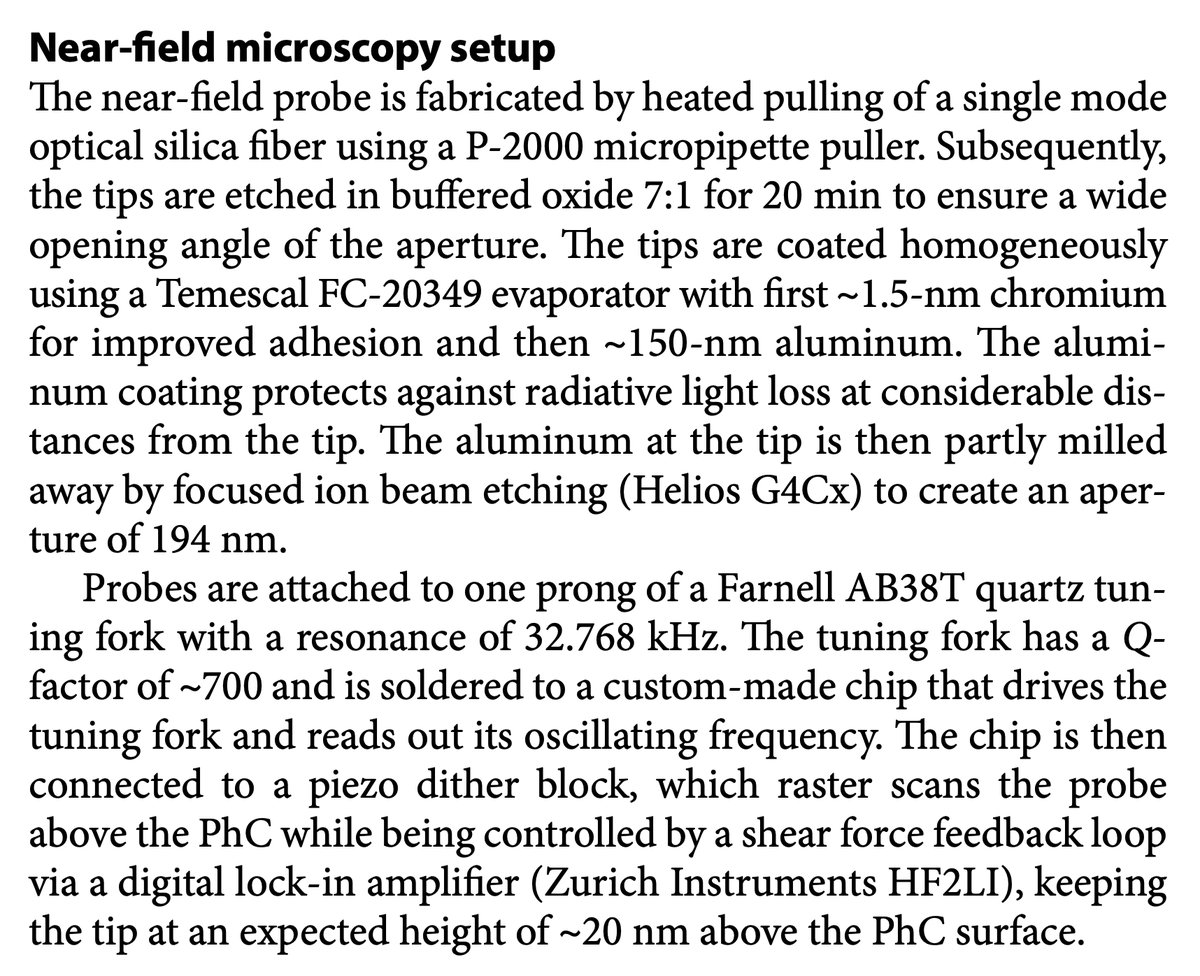 Near-field microscopy setup
The near-field probe is fabricated by heated pulling of a single mode
optical silica fiber using a P-2000 micropipette puller. Subsequently,
the tips are etched in buffered oxide 7:1 for 20 min to ensure a wide
opening angle of the aperture. The tips are coated homogeneously
using a Temescal FC-20349 evaporator with first ~1.5-nm chromium
for improved adhesion and then ~150-nm aluminum. The alumi-
num coating protects against radiative light loss at considerable dis-
tances from the tip. The aluminum at the tip is then partly milled
away by focused ion beam etching (Helios G4Cx) to create an aper-
ture of 194 nm.
Probes are attached to one prong of a Farnell AB38T quartz tun-
ing fork with a resonance of 32.768 kHz. The tuning fork has a Q-
factor of ~700 and is soldered to a custom-made chip that drives the
tuning fork and reads out its oscillating frequency. The chip is then
connected to a piezo dither block, which raster scans the probe
above the PhC while being controlled by a shear force feedback loop
via a digital lock-in amplifier (Zurich Instruments HF2LI), keeping
the tip at an expected height of ~20 nm above the PhC surface.